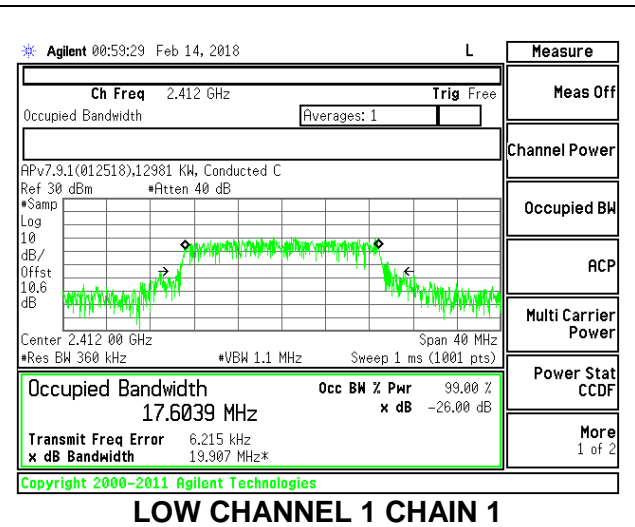 Agilent 00:59:29 Feb 14, 2018 L
Measure
Ch Freq 2.412 GHz Trig Free
Meas Off
Occupied Bandwidth Averages: 1
Channel Power
APv7.9.1(012518),12981 KW, Conducted C
Ref 30 dBm #Atten 40 dB
#Samp
Log
10
dB/
Offst
10.6
dB
Occupied BW
ACP
Center 2.412 00 GHz Span 40 MHz
#Res BW 360 kHz #VBW 1.1 MHz Sweep 1 ms (1001 pts)
Multi Carrier
Power
Occupied Bandwidth Occ BW % Pwr 99.00 %
17.6039 MHz x dB -26.00 dB
Power Stat
CCDF
Transmit Freq Error 6.215 kHz
x dB Bandwidth 19.907 MHz*
More
1 of 2
Copyright 2000-2011 Agilent Technologies
LOW CHANNEL 1 CHAIN 1